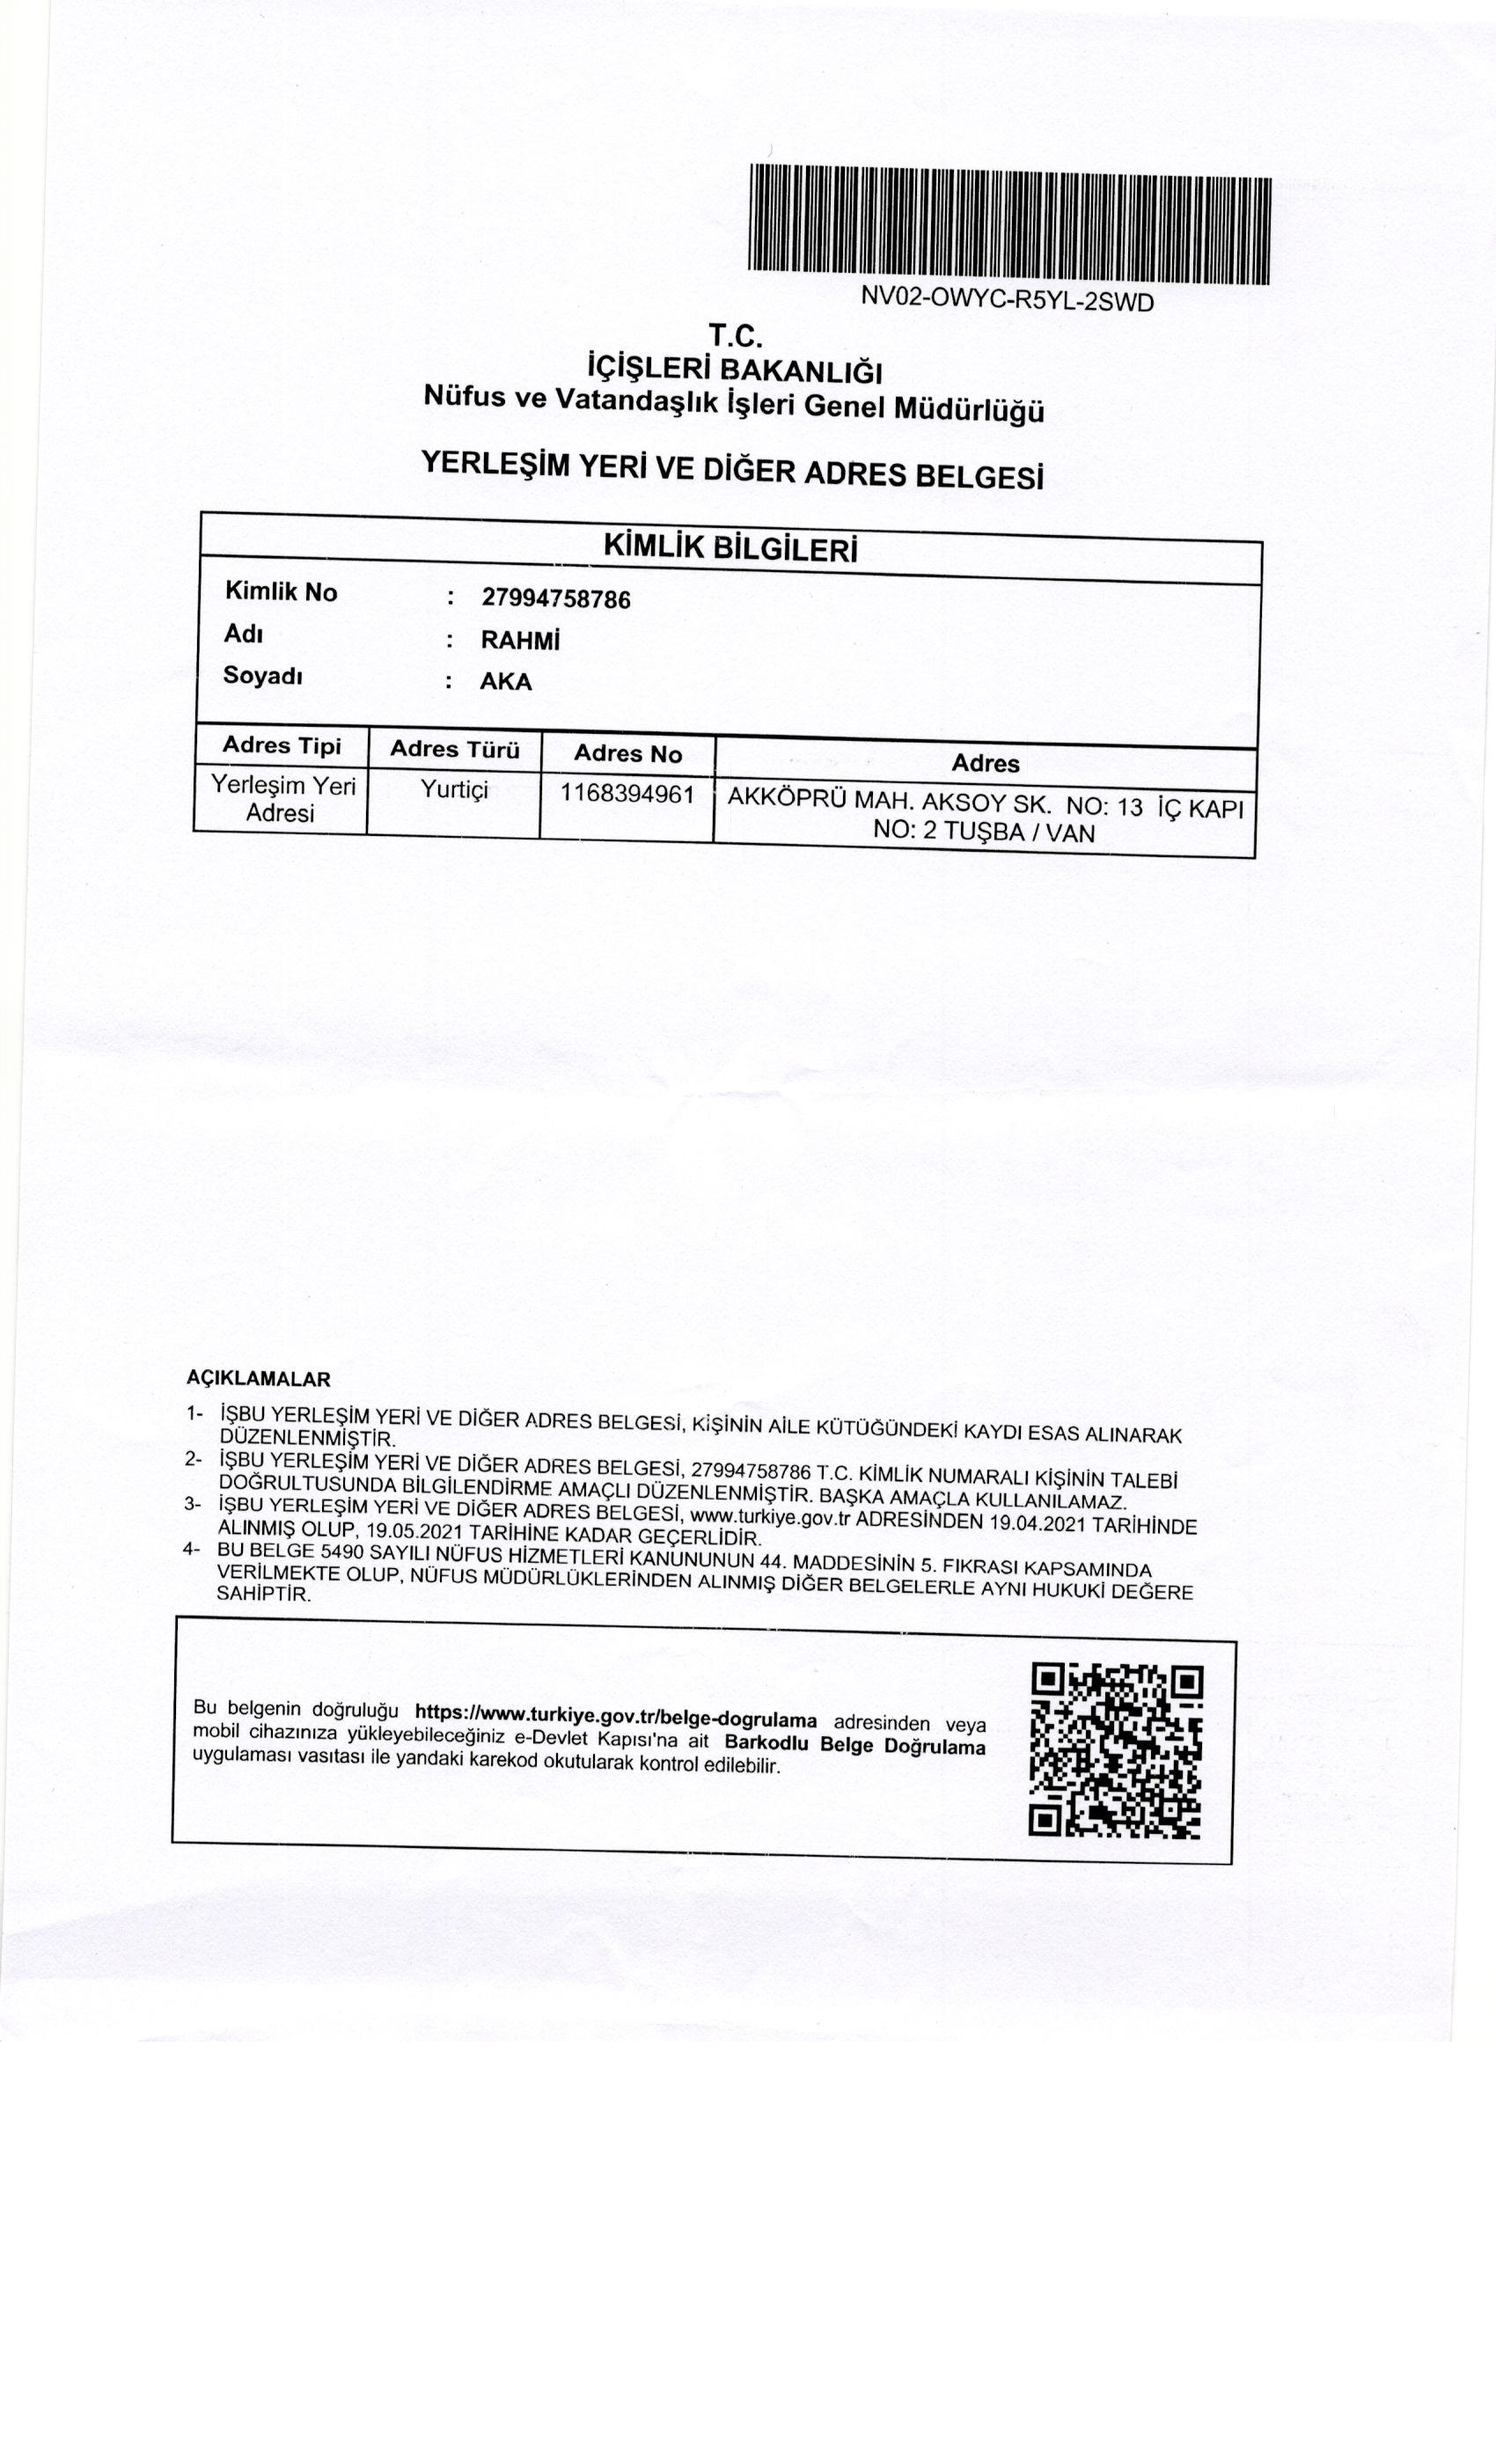 NV02-OWYC-R5YL-2SWD
T.C.
İÇİŞLERİ BAKANLIĞI
Nüfus ve Vatandaşlık İşleri Genel Müdürlüğü
YERLEŞİM YERİ VE DİĞER ADRES BELGESİ
KİMLİK BİLGİLERİ
Kimlik No : 27994758786
Adı : RAHMİ
Soyadı : AKA
Adres Tipi Adres Türü Adres No Adres
Yerleşim Yeri Yurtiçi 1168394961 AKKÖPRÜ MAH. AKSOY SK. NO: 13 İÇ KAPI
Adresi NO: 2 TUŞBA / VAN
AÇIKLAMALAR
1- İŞBU YERLEŞİM YERİ VE DİĞER ADRES BELGESİ, KİŞİNİN AİLE KÜTÜĞÜNDEKİ KAYDI ESAS ALINARAK
DÜZENLENMİŞTİR.
2- İŞBU YERLEŞİM YERİ VE DİĞER ADRES BELGESİ, 27994758786 T.C. KİMLİK NUMARALI KİŞİNİN TALEBİ
DOĞRULTUSUNDA BİLGİLENDİRME AMAÇLI DÜZENLENMİŞTİR. BAŞKA AMAÇLA KULLANILAMAZ.
3- İŞBU YERLEŞİM YERİ VE DİĞER ADRES BELGESİ, www.turkiye.gov.tr ADRESİNDEN 19.04.2021 TARİHİNDE
ALINMIŞ OLUP, 19.05.2021 TARİHİNE KADAR GEÇERLİDİR.
4- BU BELGE 5490 SAYILI NÜFUS HİZMETLERİ KANUNUNUN 44. MADDESİNİN 5. FIKRASI KAPSAMINDA
VERİLMEKTE OLUP, NÜFUS MÜDÜRLÜKLERİNDEN ALINMIŞ DİĞER BELGELERLE AYNI HUKUKİ DEĞERE
SAHİPTİR.
Bu belgenin doğruluğu https://www.turkiye.gov.tr/belge-dogrulama adresinden veya
mobil cihazınıza yükleyebileceğiniz e-Devlet Kapısı'na ait Barkodlu Belge Doğrulama
uygulaması vasıtası ile yandaki karekod okutularak kontrol edilebilir.